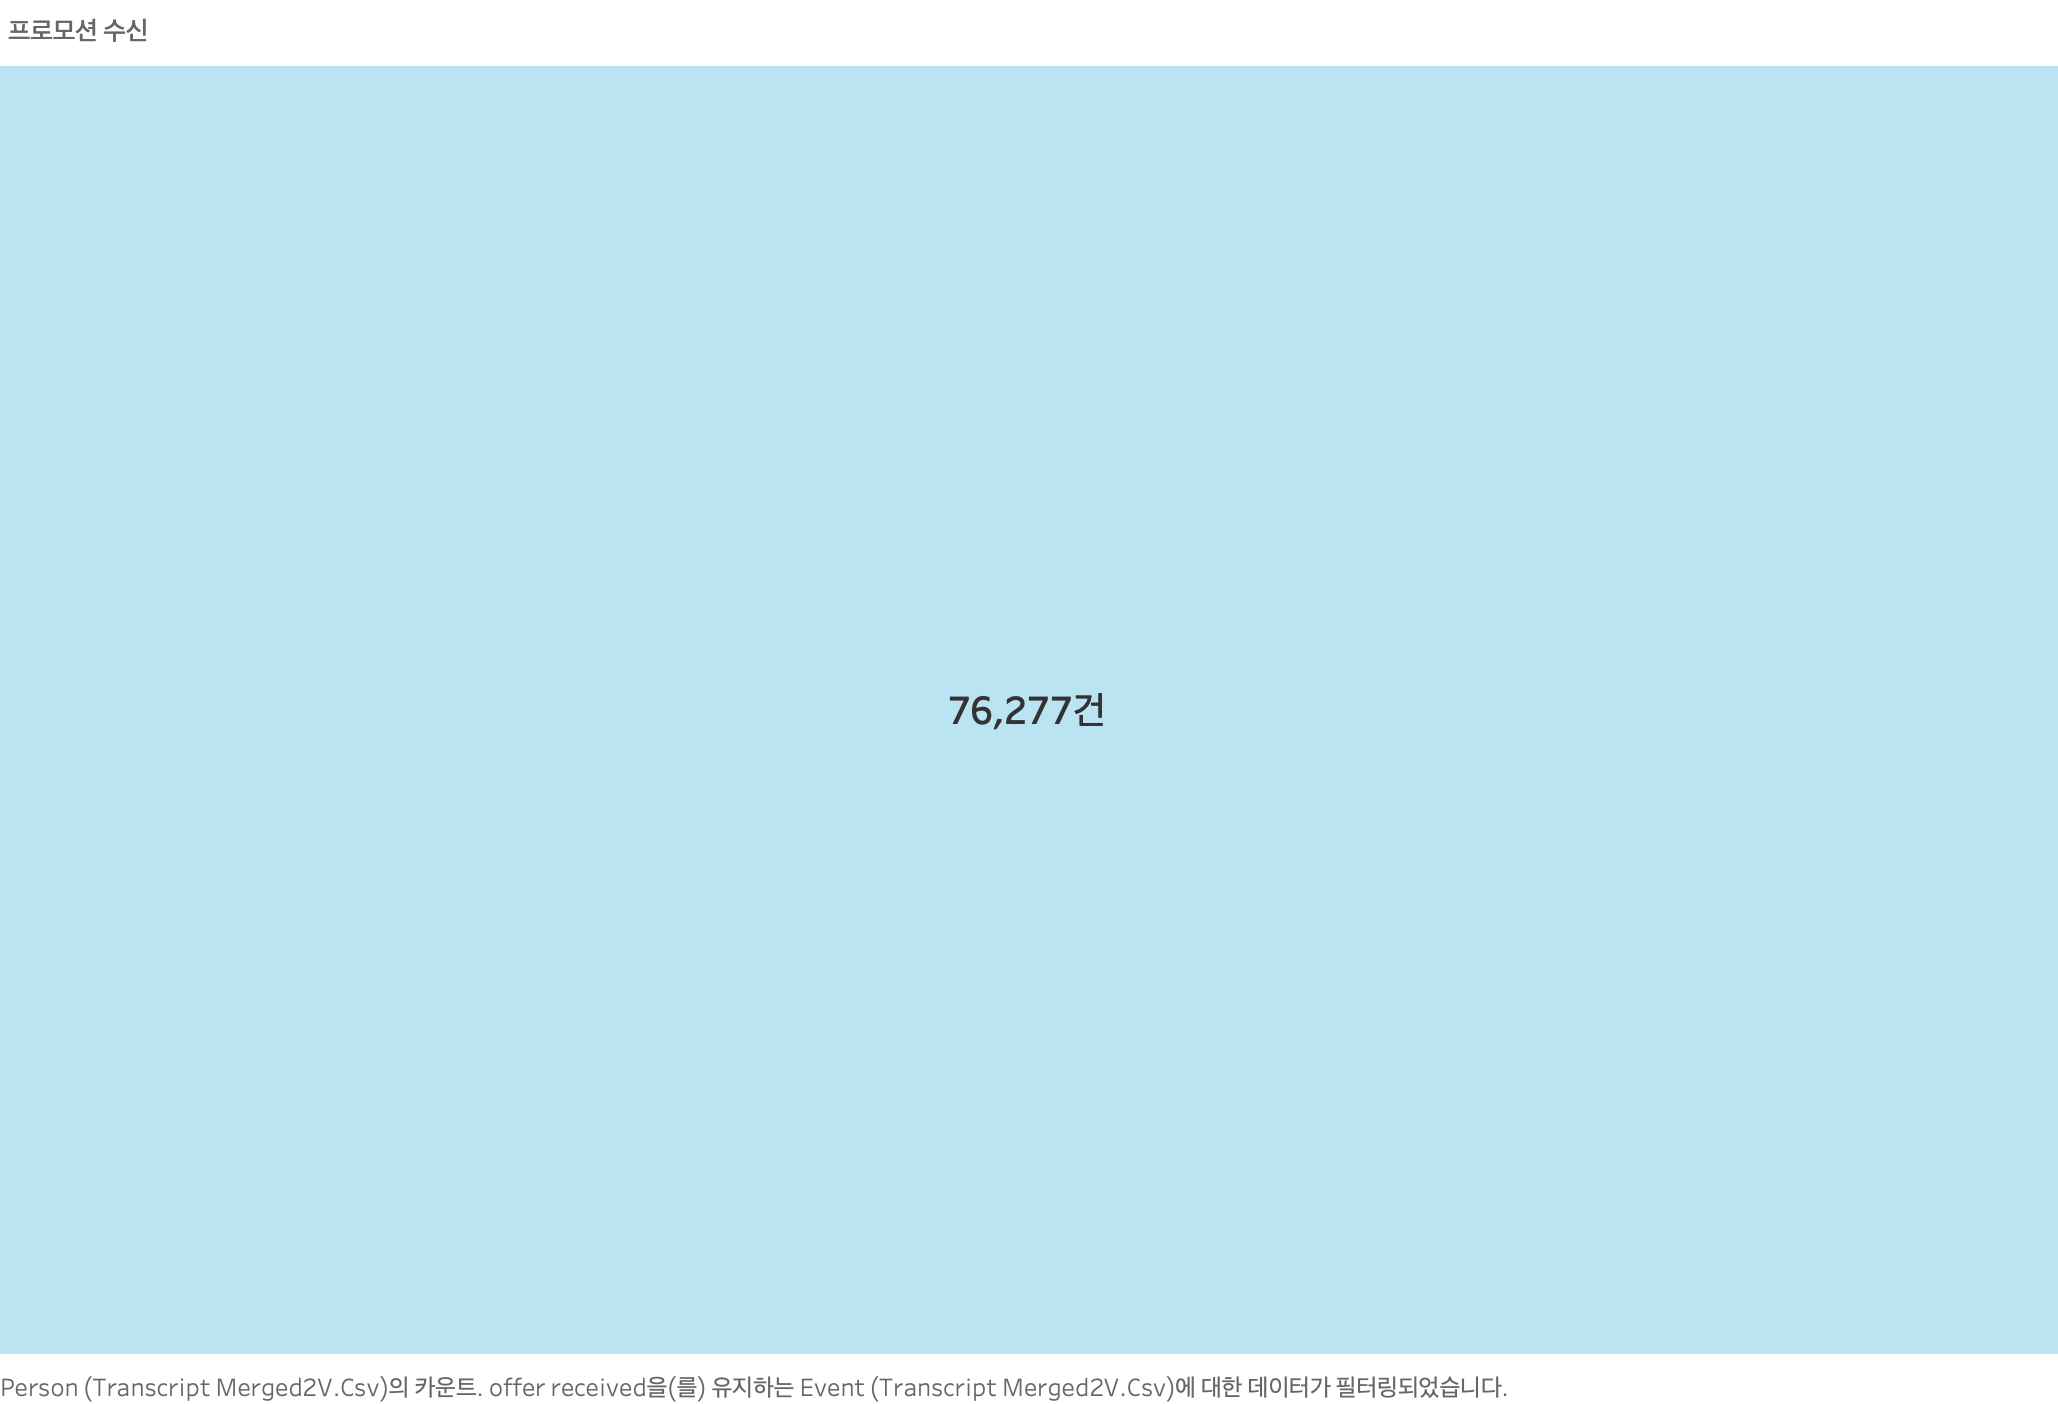 프로모션 수신
76,277건
Person (Transcript Merged2V.Csv)의 카운트. offer received을(를) 유지하는 Event (Transcript Merged2V.Csv)에 대한 데이터가 필터링되었습니다.